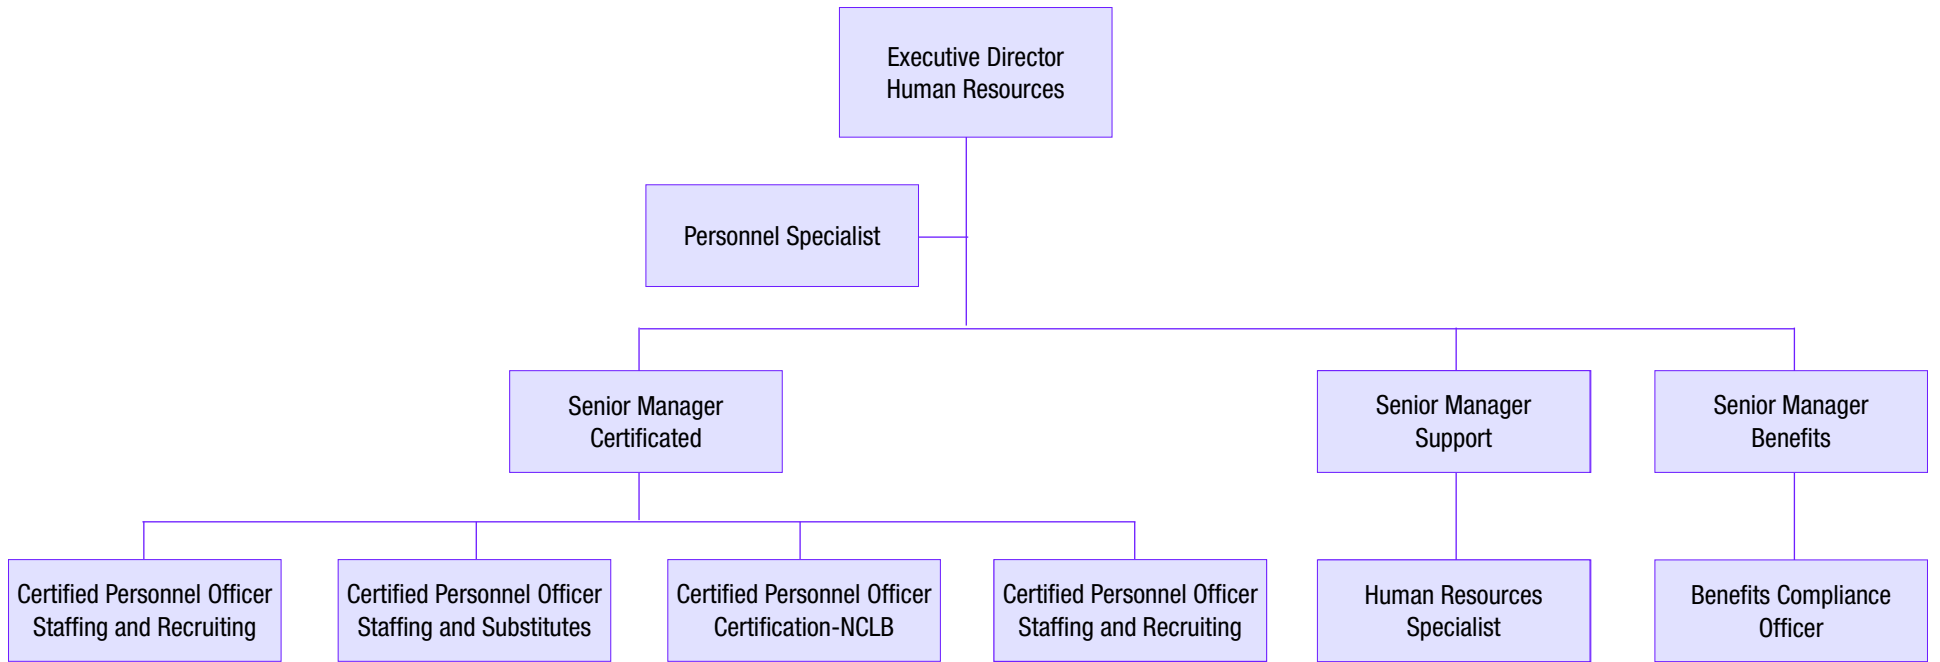 Executive Director
Human Resources
Personnel Specialist
Senior Manager
Certificated
Senior Manager
Support
Senior Manager
Benefits
Certified Personnel Officer
Staffing and Recruiting
Certified Personnel Officer
Staffing and Substitutes
Certified Personnel Officer
Certification-NCLB
Certified Personnel Officer
Staffing and Recruiting
Human Resources
Specialist
Benefits Compliance
Officer